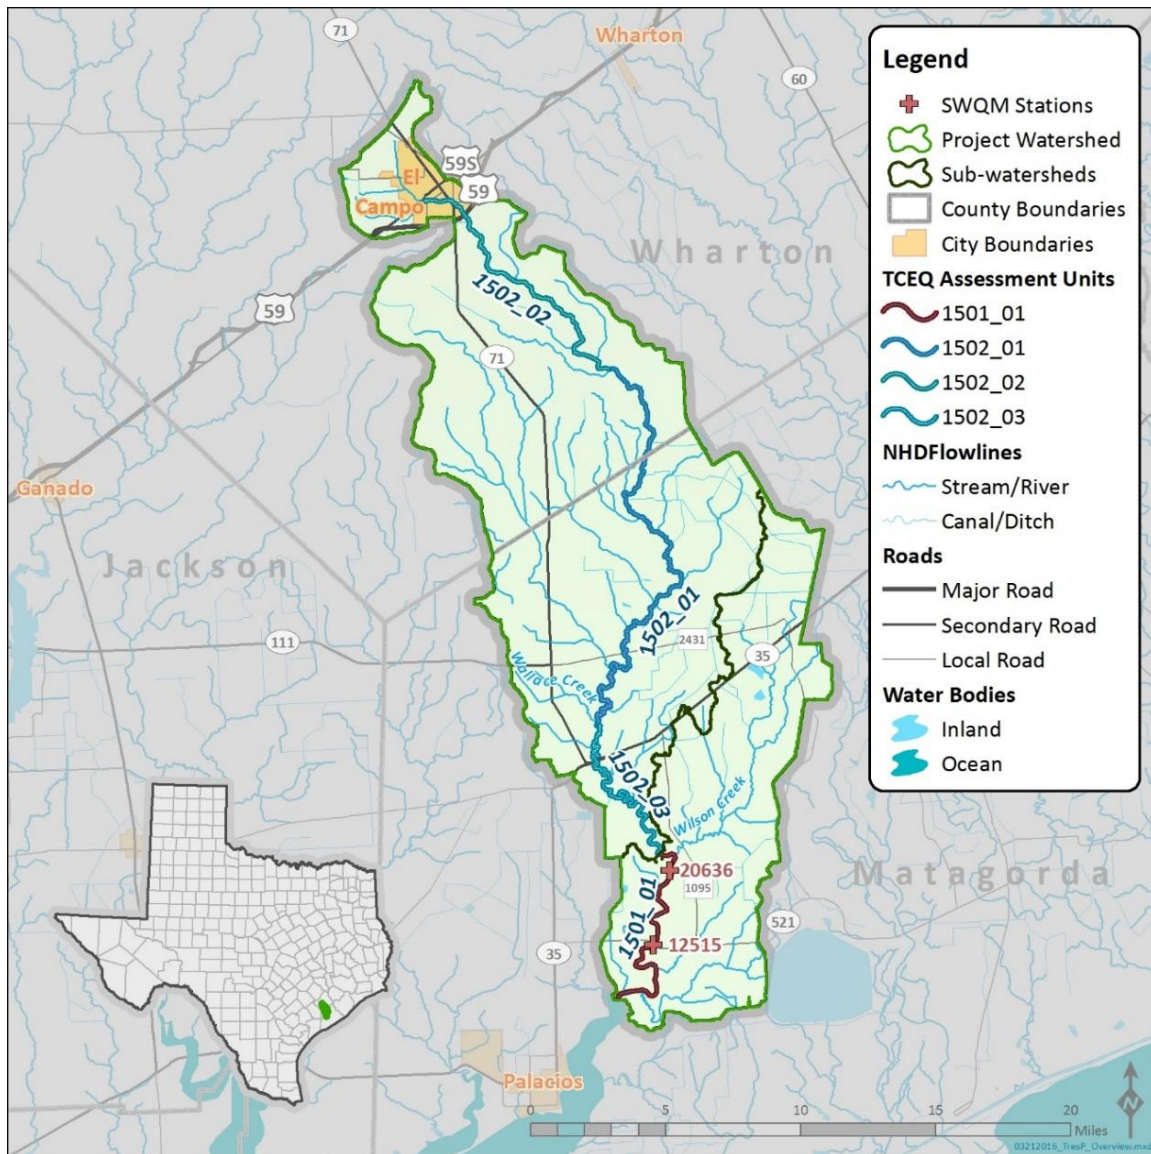 71
Wharton
60
59S
59
El
Campo
Wharton
1502_02
59
71
Ganado
Jackson
1502_01
111
2431
35
Wallace Creek
1502_03
Wilson Creek
20636
1095
Matagorda
1501_01
12515
521
35
Palacios
0 5 10 15 20
Miles
N
03212016_TresP_Overview.mxd
Legend
SWQM Stations
Project Watershed
Sub-watersheds
County Boundaries
City Boundaries
TCEQ Assessment Units
1501_01
1502_01
1502_02
1502_03
NHDFlowlines
Stream/River
Canal/Ditch
Roads
Major Road
Secondary Road
Local Road
Water Bodies
Inland
Ocean